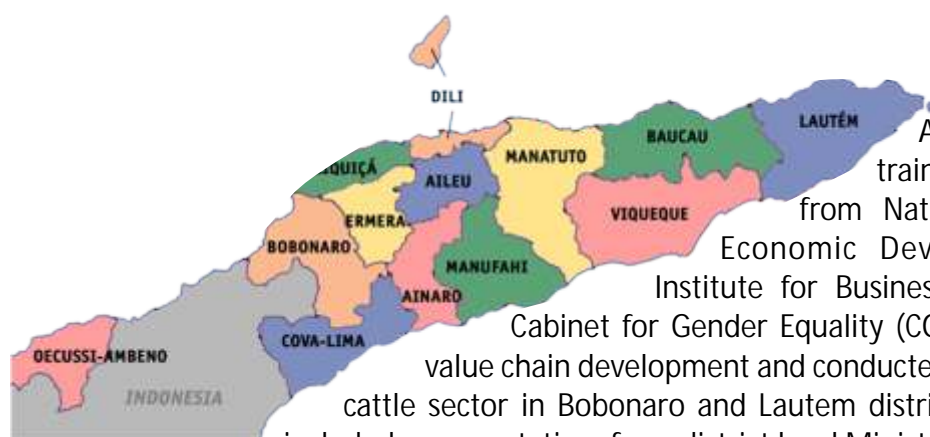 DILI
LAUTÉM
BAUCAU
MANATUTO
AILEU
VIQUEQUE
ERMERA
BOBONARO
MANUFAHI
AINARO
COVA-LIMA
OECUSSI-AMBENO
INDONESIA
A
train
from Nat
Economic Dev
Institute for Busines
Cabinet for Gender Equality (CO
value chain development and conducte
cattle sector in Bobonaro and Lautem distri